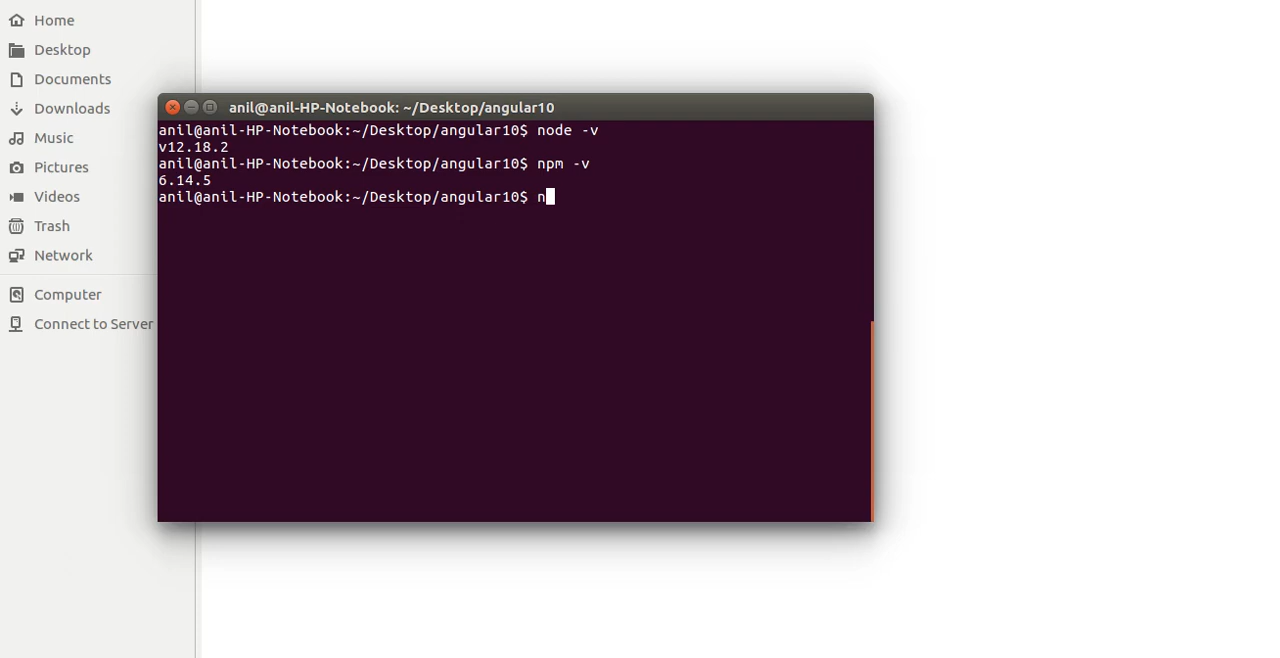 Home
Desktop
Documents
Downloads
Music
Pictures
Videos
Trash
Network
Computer
Connect to Server
anil@anil-HP-Notebook: ~/Desktop/angular10
anil@anil-HP-Notebook:~/Desktop/angular10$ node -v
v12.18.2
anil@anil-HP-Notebook:~/Desktop/angular10$ npm -v
6.14.5
anil@anil-HP-Notebook:~/Desktop/angular10$ n